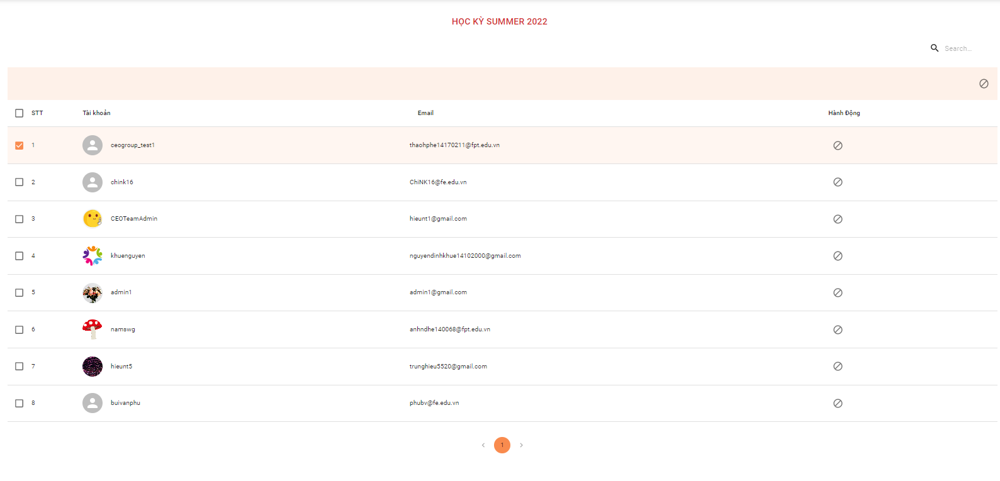 HỌC KỲ SUMMER 2022
Search...
STT Tài khoản Email Hành Động
1 ceogroup_test1 thaohphe14170211@fpt.edu.vn
2 chink16 ChiNK16@fe.edu.vn
3 CEOTeamAdmin hieunt1@gmail.com
4 khuenguyen nguyendinhkhue14102000@gmail.com
5 admin1 admin1@gmail.com
6 namswg anhndhe140068@fpt.edu.vn
7 hieunt5 trunghieu5520@gmail.com
8 buivanphu phubv@fe.edu.vn
1